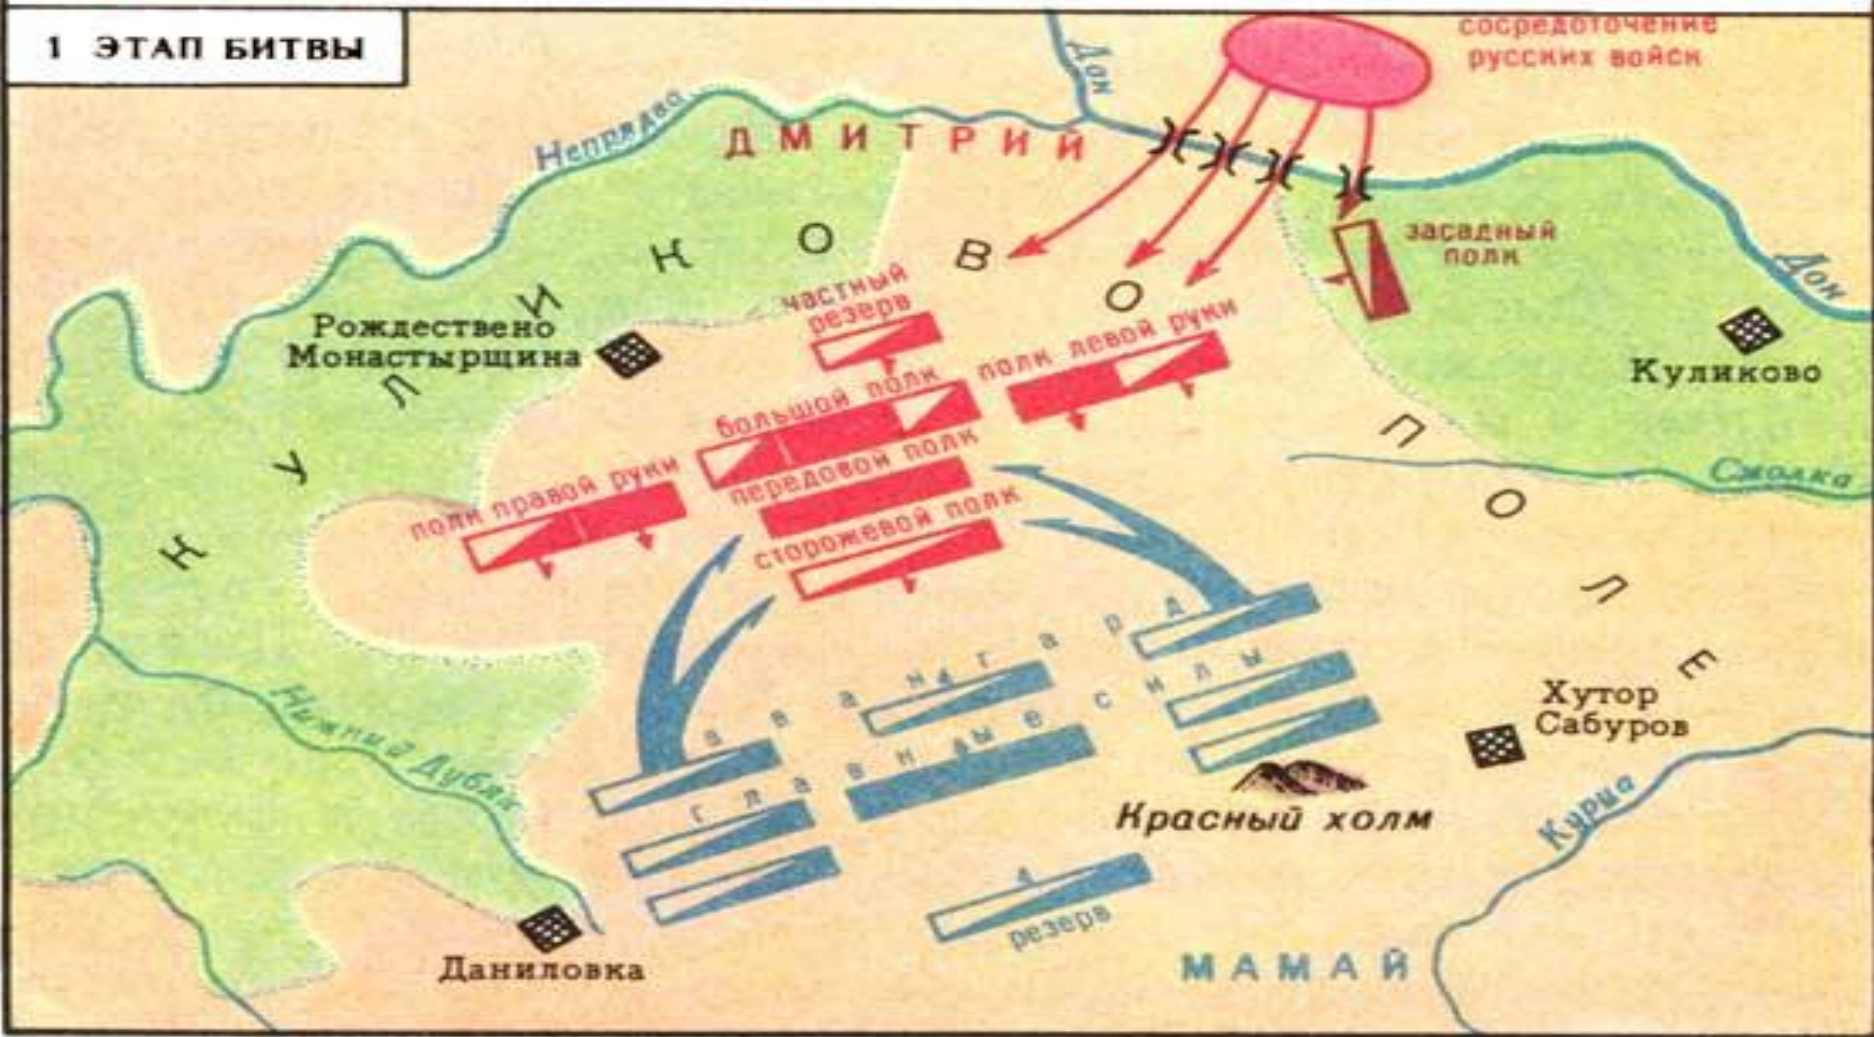 1 ЭТАП БИТВЫ
сосредоточение
русских войск
Дон
Непрядва
ДМИТРИЙ
КУЛИКОВО
ПОЛЕ
засадный
полк
Дон
Рождествено
Монастырщина
частный
резерв
Куликово
полк левой руки
большой полк
передовой полк
полк правой руки
сторожевой полк
Смолка
авангард
главные силы
Нижний Дубяк
Хутор
Сабуров
Красный холм
Курца
резерв
Даниловка
МАМАЙ